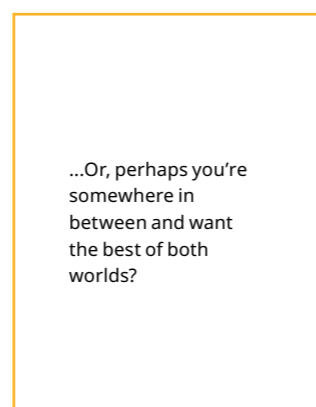 ...Or, perhaps you’re
somewhere in
between and want
the best of both
worlds?